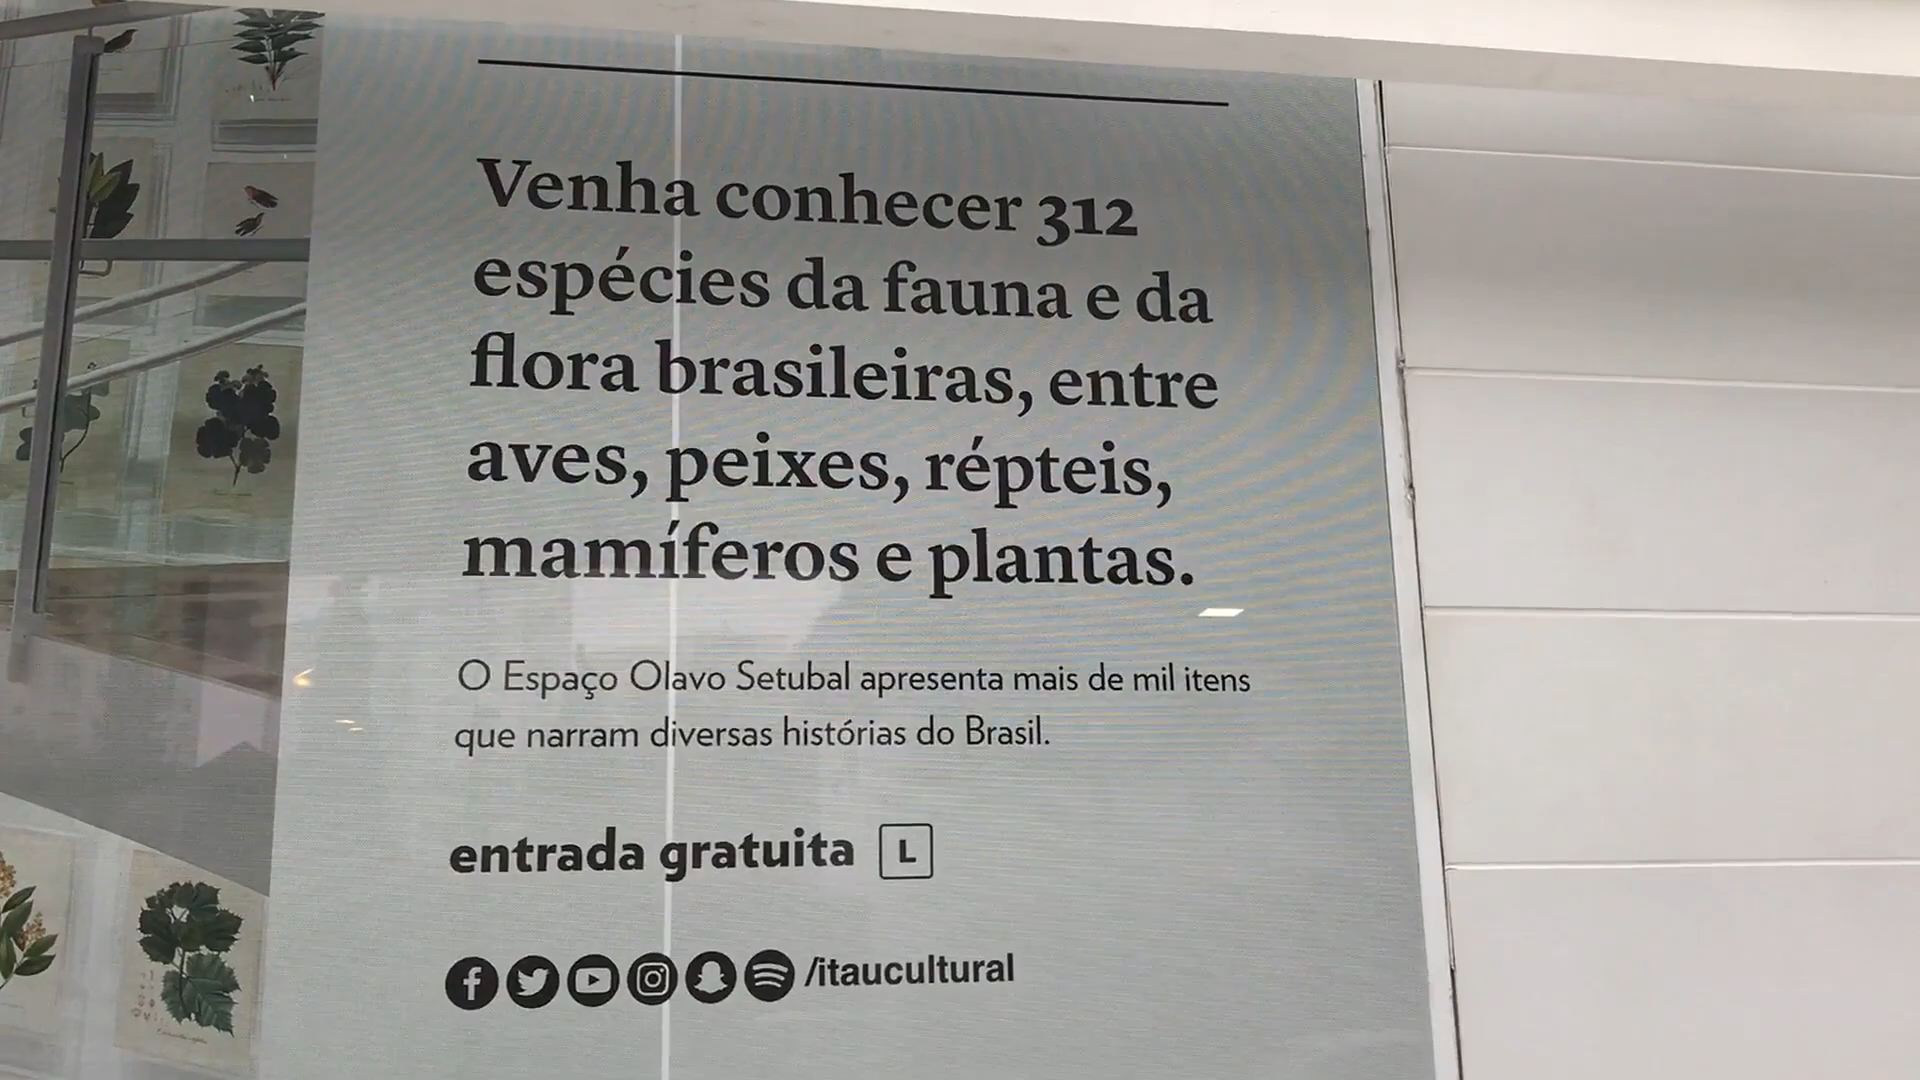 Venha conhecer 312
espécies da fauna e da
flora brasileiras, entre
aves, peixes, répteis,
mamíferos e plantas.
O Espaço Olavo Setubal apresenta mais de mil itens
que narram diversas histórias do Brasil.
entrada gratuita L
/itaucultural